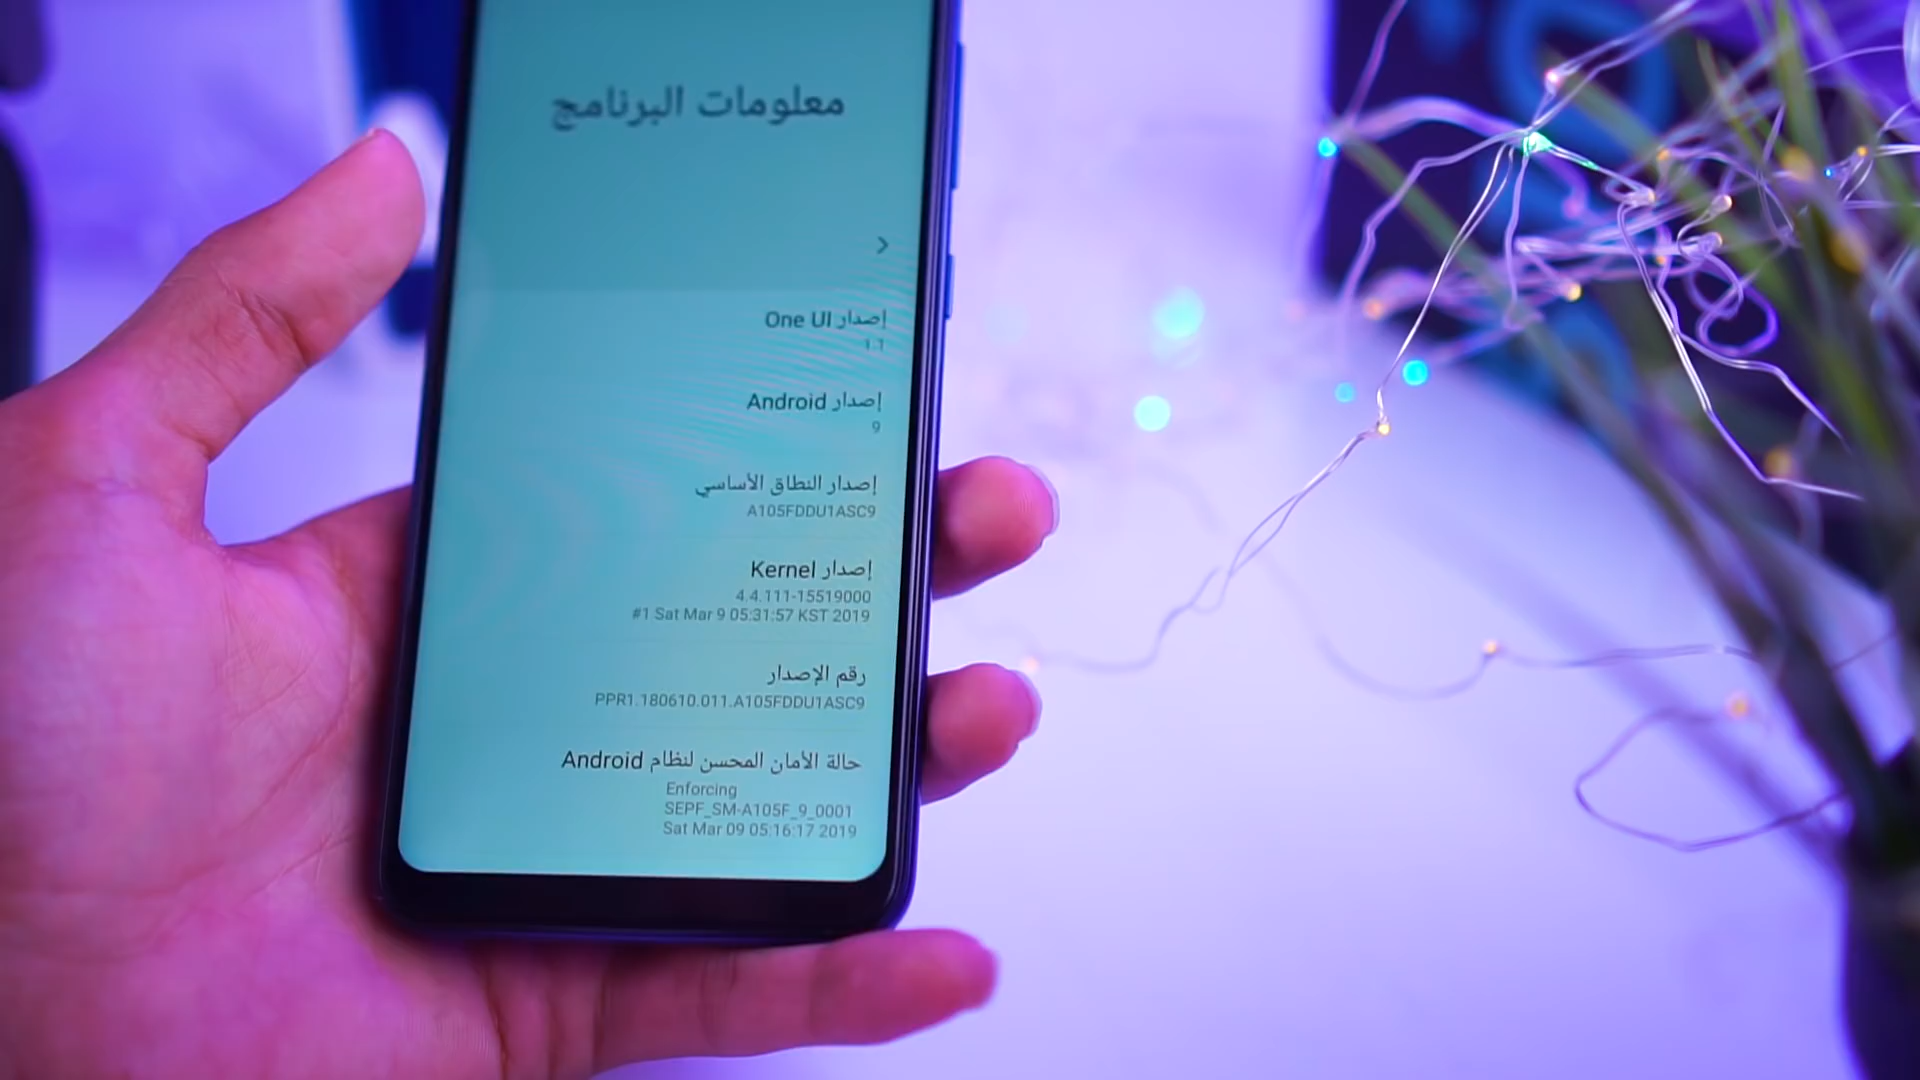 معلومات البرنامج
إصدار One UI
1.1
إصدار Android
9
إصدار النطاق الأساسي
A105FDDU1ASC9
إصدار Kernel
4.4.111-15519000
#1 Sat Mar 9 05:31:57 KST 2019
رقم الإصدار
PPR1.180610.011.A105FDDU1ASC9
حالة الأمان المحسن لنظام Android
Enforcing
SEPF_SM-A105F_9_0001
Sat Mar 09 05:16:17 2019